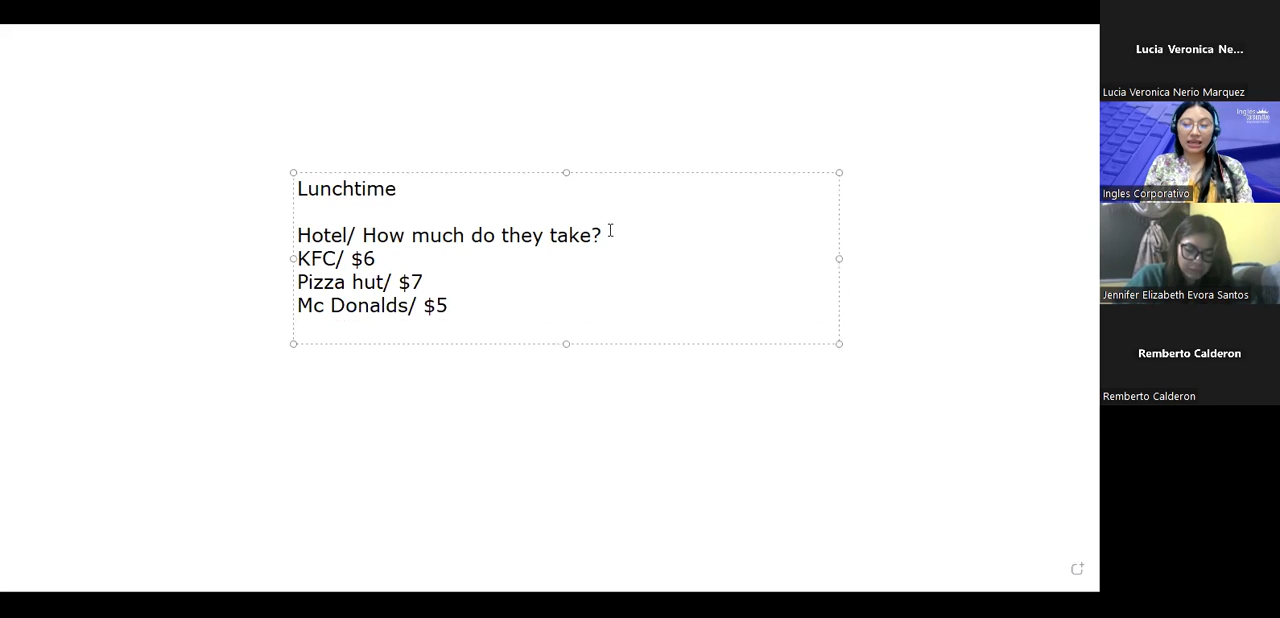 Lunchtime
Hotel/ How much do they take?
KFC/ $6
Pizza hut/ $7
Mc Donalds/ $5
Lucia Veronica Ne...
Lucia Veronica Nerio Marquez
Ingles
Ingles Corporativo
Jennifer Elizabeth Evora Santos
Remberto Calderon
Remberto Calderon